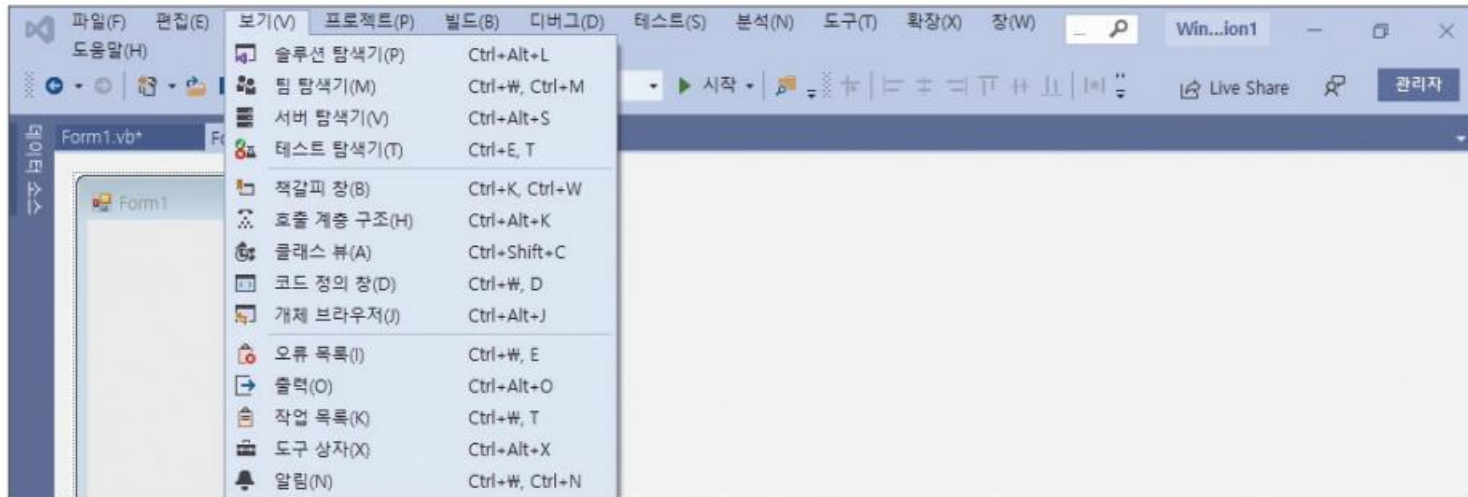 파일(F) 편집(E) 보기(V) 프로젝트(P) 빌드(B) 디버그(D) 테스트(S) 분석(N) 도구(T) 확장(X) 창(W) ... Win...ion1
도움말(H)
시작 Live Share 관리자
데이터 소스
Form1.vb*
Form1
솔루션 탐색기(P) Ctrl+Alt+L
팀 탐색기(M) Ctrl+₩, Ctrl+M
서버 탐색기(V) Ctrl+Alt+S
테스트 탐색기(T) Ctrl+E, T
책갈피 창(B) Ctrl+K, Ctrl+W
호출 계층 구조(H) Ctrl+Alt+K
클래스 뷰(A) Ctrl+Shift+C
코드 정의 창(D) Ctrl+₩, D
개체 브라우저(J) Ctrl+Alt+J
오류 목록(I) Ctrl+₩, E
출력(O) Ctrl+Alt+O
작업 목록(K) Ctrl+₩, T
도구 상자(X) Ctrl+Alt+X
알림(N) Ctrl+₩, Ctrl+N